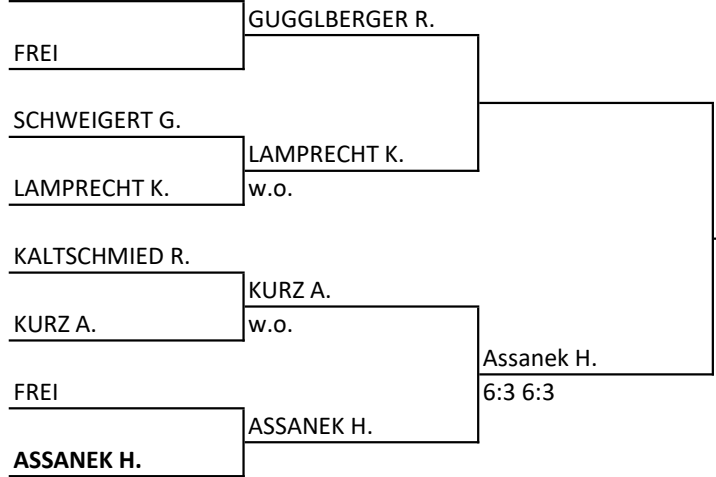 GUGGLBERGER R.
FREI
SCHWEIGERT G.
LAMPRECHT K.
LAMPRECHT K.
w.o.
KALTSCHMIED R.
KURZ A.
KURZ A.
w.o.
Assanek H.
FREI
6:3 6:3
ASSANEK H.
ASSANEK H.